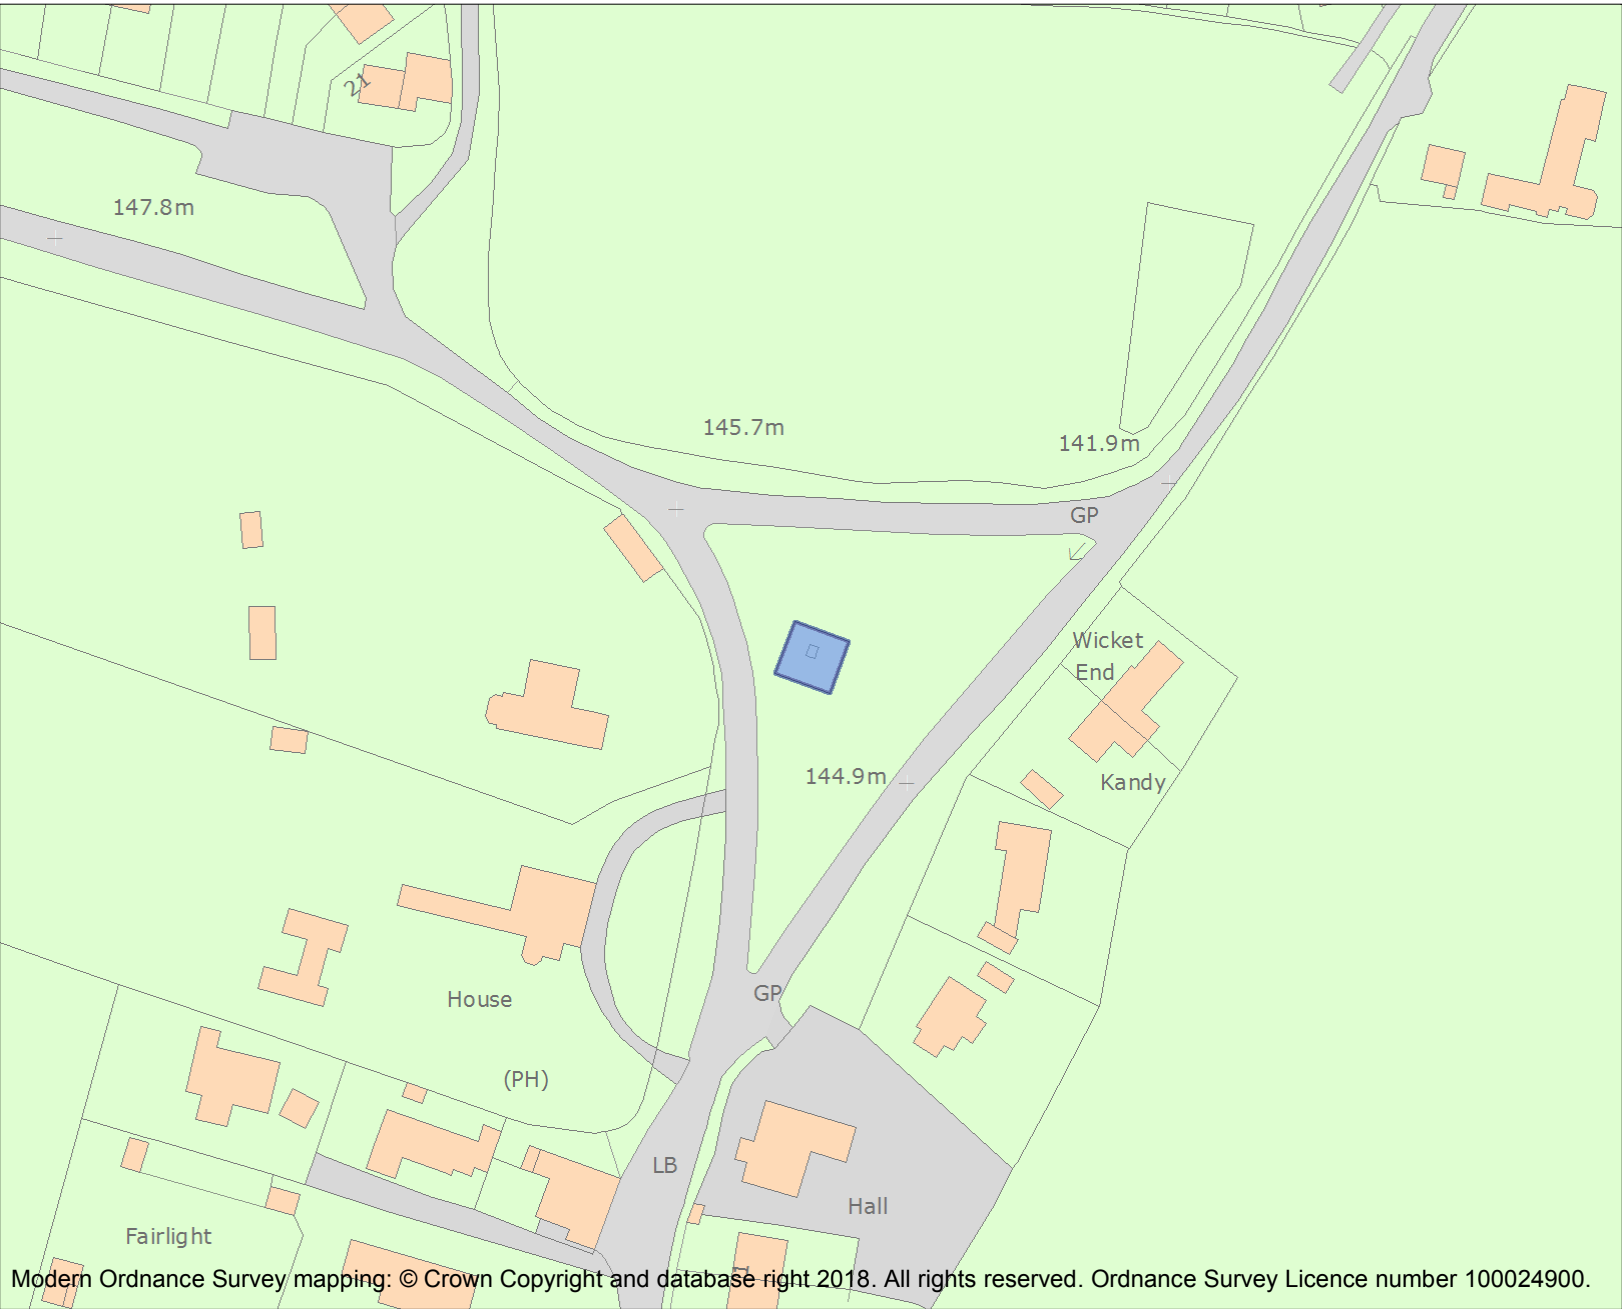 21
147.8m
145.7m
141.9m
GP
Wicket
End
144.9m
Kandy
GP
House
(PH)
LB
Hall
Fairlight
Modern Ordnance Survey mapping: © Crown Copyright and database right 2018. All rights reserved. Ordnance Survey Licence number 100024900.